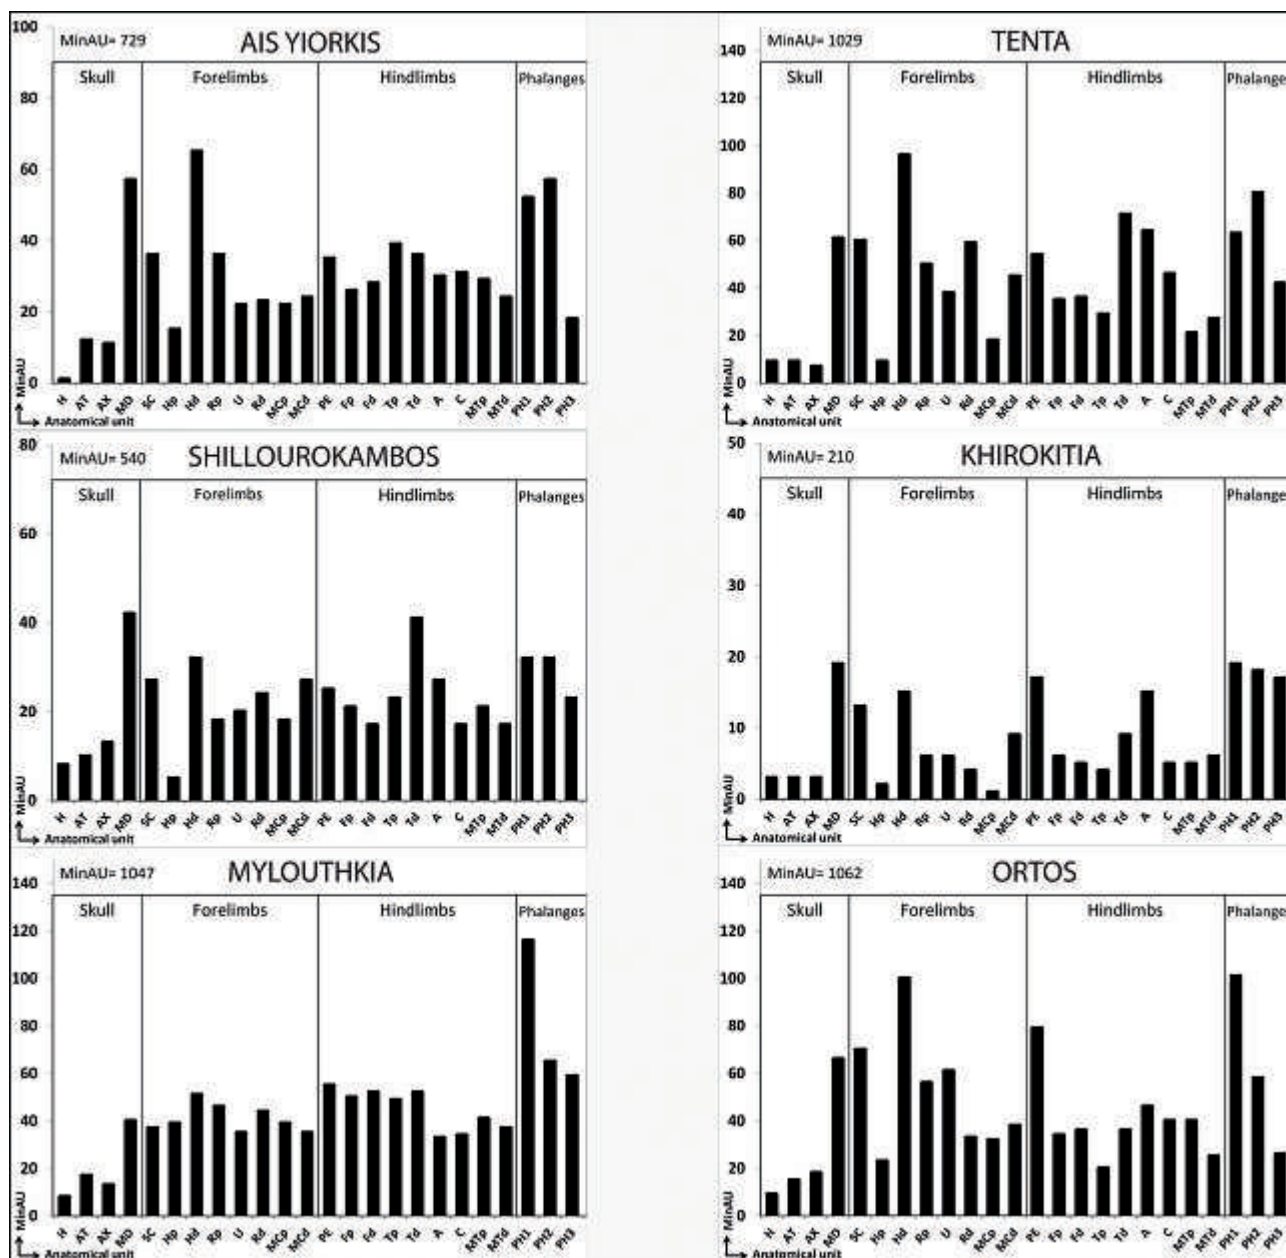 AIS YIORKIS
MinAU= 729
Skull Forelimbs Hindlimbs Phalanges
100
80
60
40
20
0
MinAU
H AT AX MD SC Hp Hd Rp U Rd MCp MCd PE Fp Fd Tp Td A C MTp MTd PH1 PH2 PH3
Anatomical unit
TENTA
MinAU= 1029
Skull Forelimbs Hindlimbs Phalange
140
120
100
80
60
40
20
0
MinAU
H AT AX MD SC Hp Hd Rp U Rd MCp MCd PE Fp Fd Tp Td A C MTp MTd PH1 PH2 PH3
Anatomical unit
SHILLOUROKAMBOS
MinAU= 540
Skull Forelimbs Hindlimbs Phalanges
80
60
40
20
0
MinAU
H AT AX MD SC Hp Hd Rp U Rd MCp MCd PE Fp Fd Tp Td A C MTp MTd PH1 PH2 PH3
Anatomical unit
KHIROKITIA
MinAU= 210
Skull Forelimbs Hindlimbs Phalange
50
40
30
20
10
0
MinAU
H AT AX MD SC Hp Hd Rp U Rd MCp MCd PE Fp Fd Tp Td A C MTp MTd PH1 PH2 PH3
Anatomical unit
MYLOUTHKIA
MinAU= 1047
Skull Forelimbs Hindlimbs Phalanges
140
120
100
80
60
40
20
0
MinAU
H AT AX MD SC Hp Hd Rp U Rd MCp MCd PE Fp Fd Tp Td A C MTp MTd PH1 PH2 PH3
Anatomical unit
ORTOS
MinAU= 1062
Skull Forelimbs Hindlimbs Phalange
140
120
100
80
60
40
20
0
MinAU
H AT AX MD SC Hp Hd Rp U Rd MCp MCd PE Fp Fd Tp Td A C MTp MTd PH1 PH2 PH3
Anatomical unit